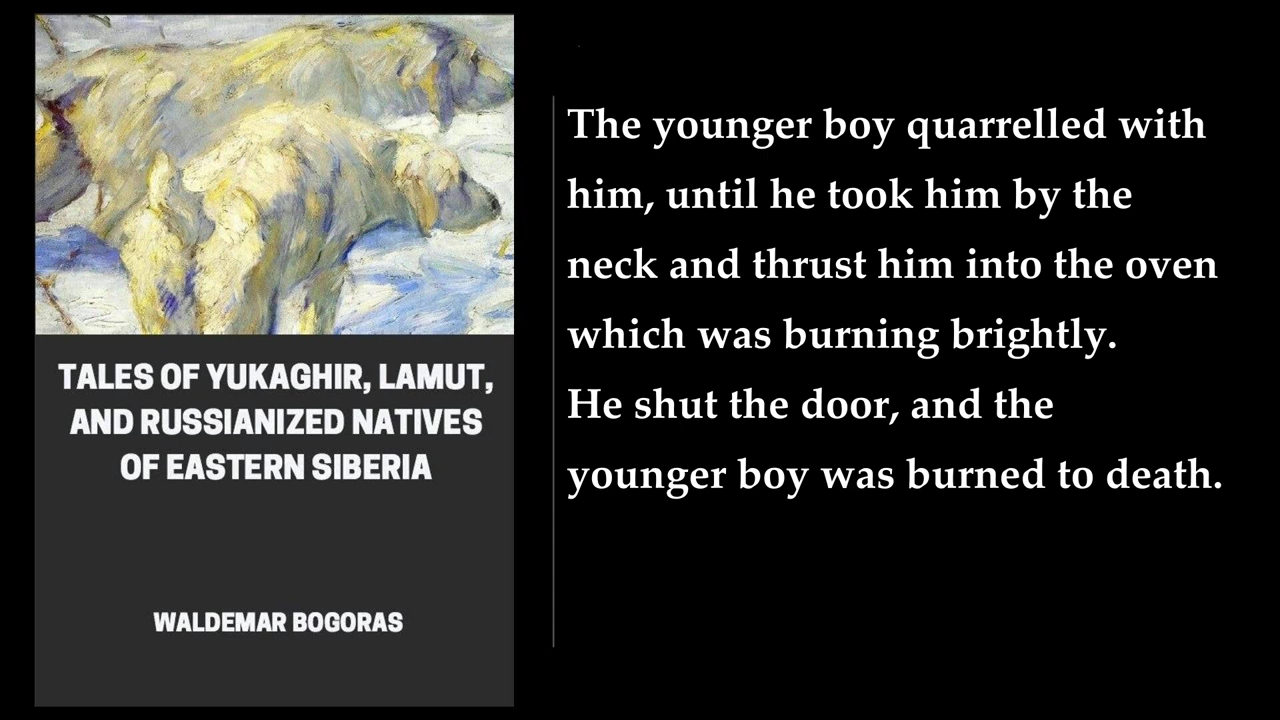 TALES OF YUKAGHIR, LAMUT,
AND RUSSIANIZED NATIVES
OF EASTERN SIBERIA
WALDEMAR BOGORAS
The younger boy quarrelled with
him, until he took him by the
neck and thrust him into the oven
which was burning brightly.
He shut the door, and the
younger boy was burned to death.